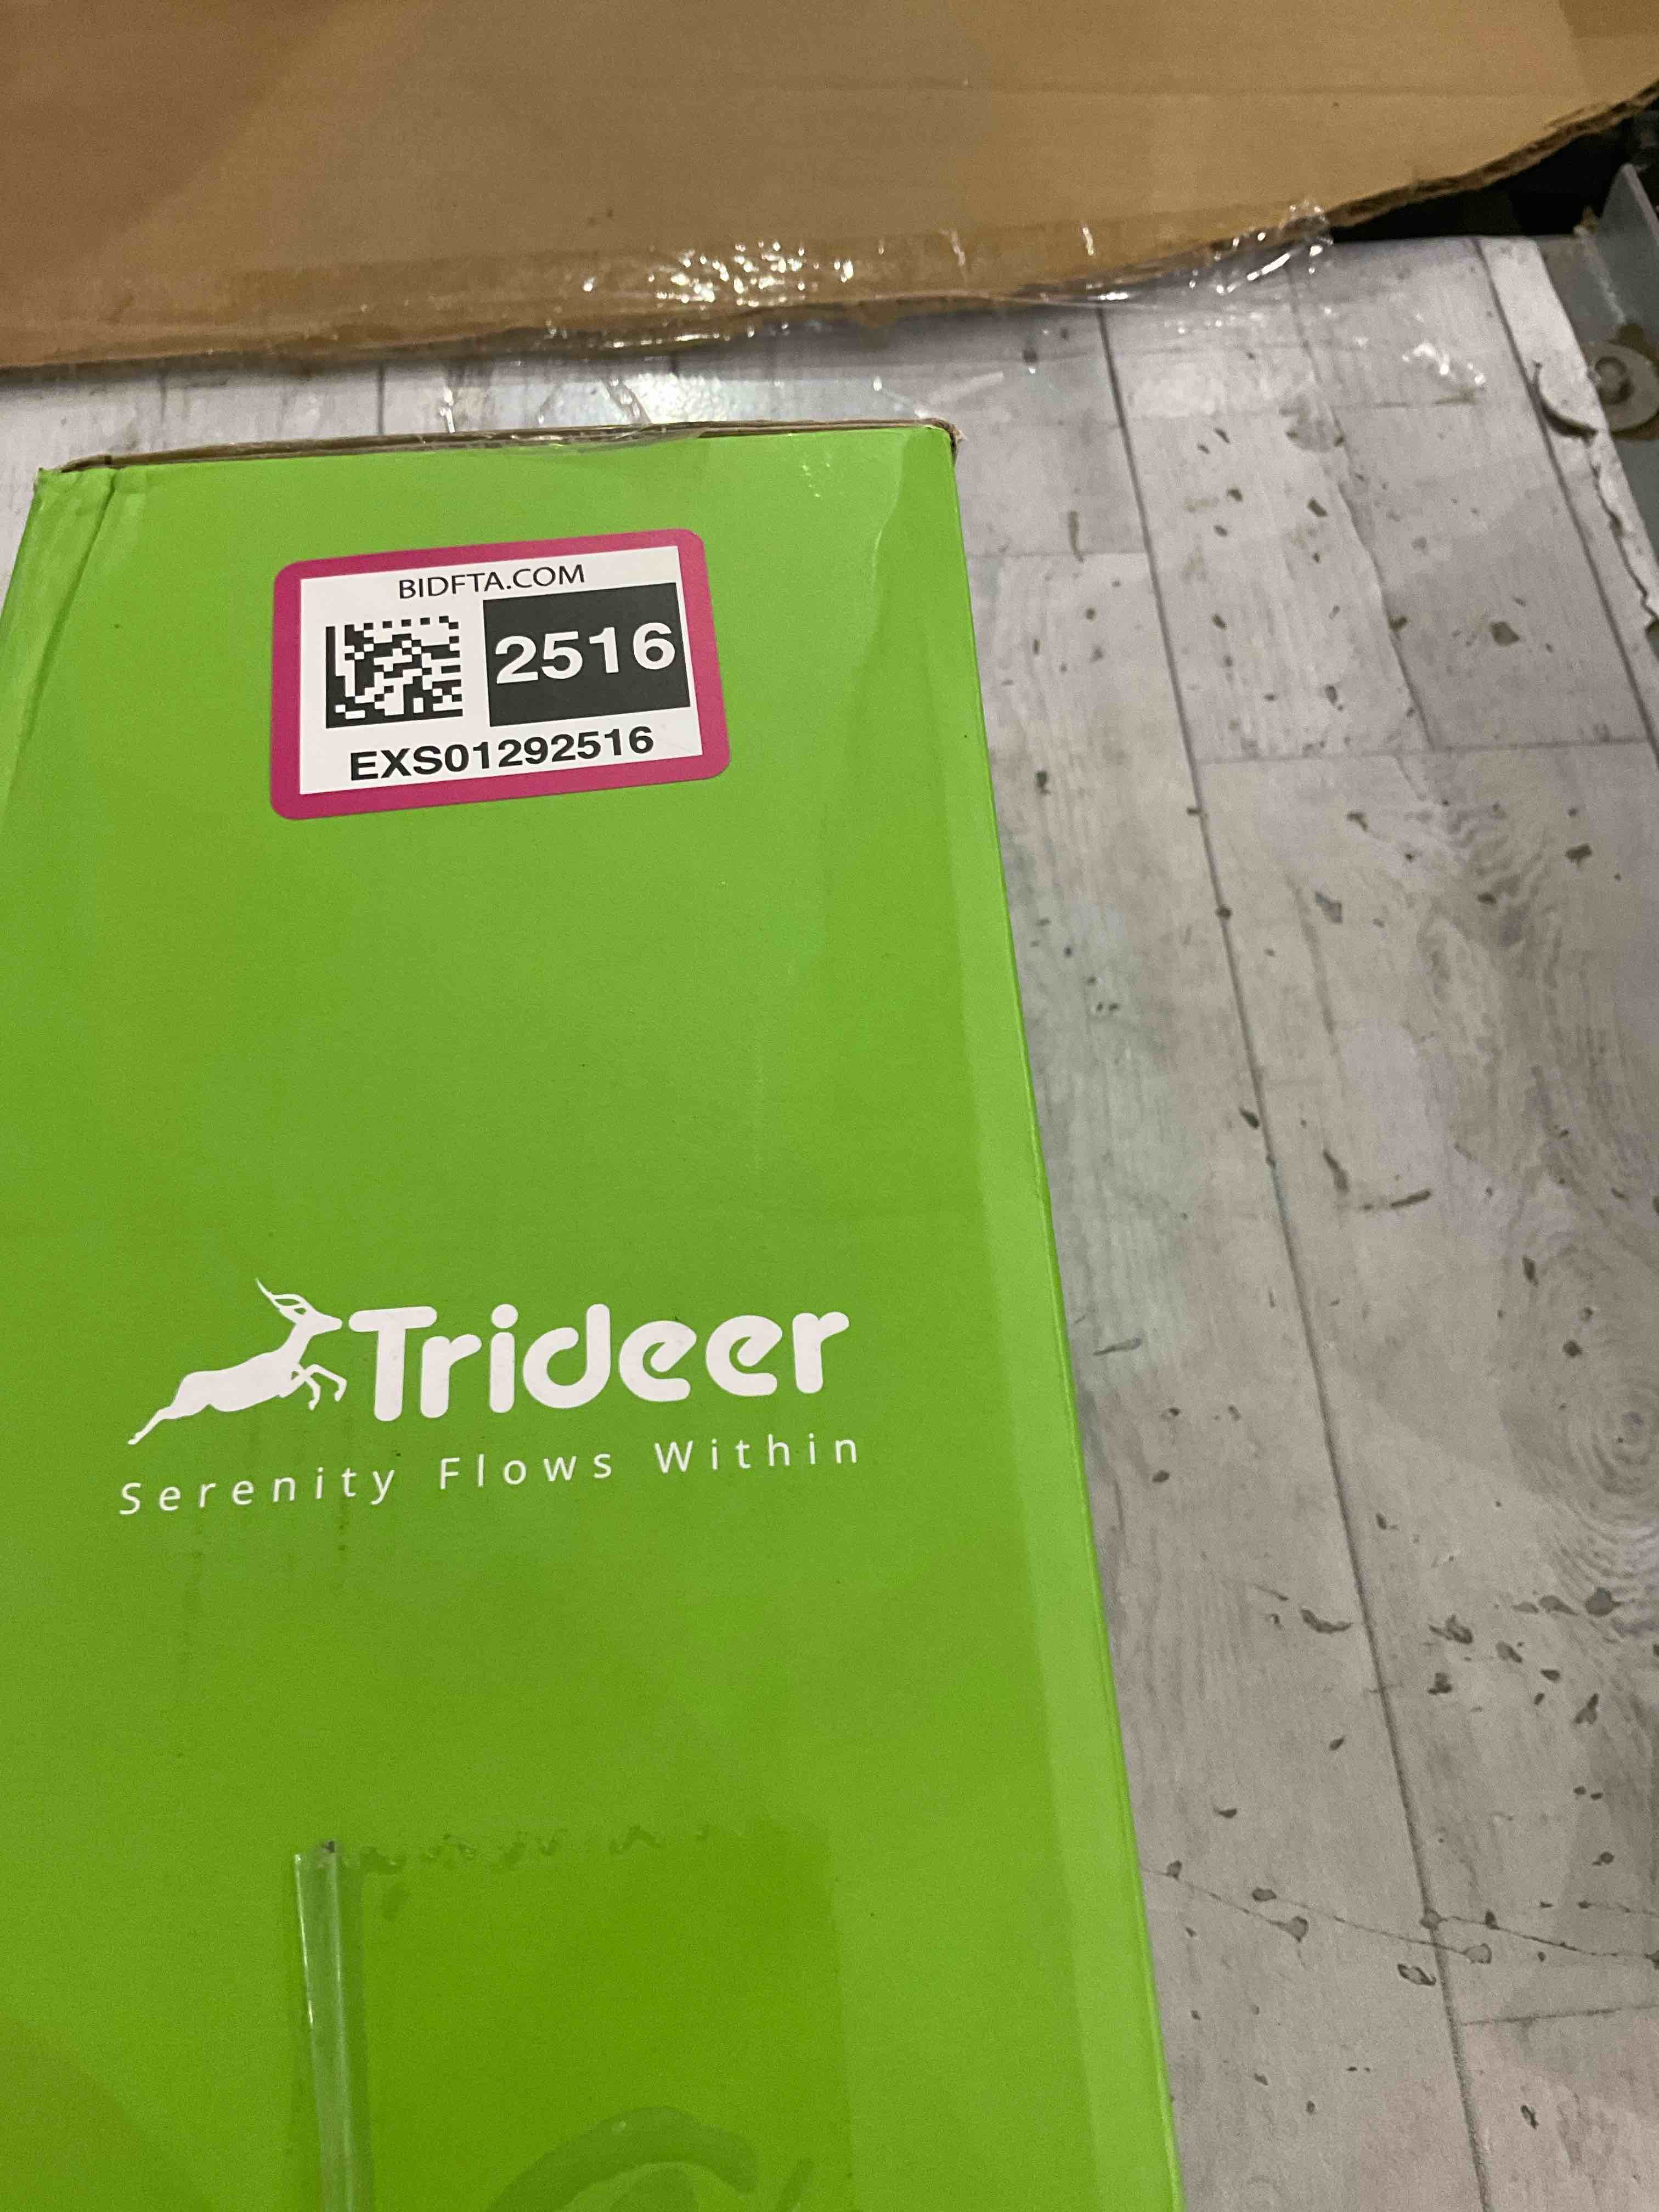 BIDFTA.COM
2516
EXS01292516
Trideer
Serenity Flows Within